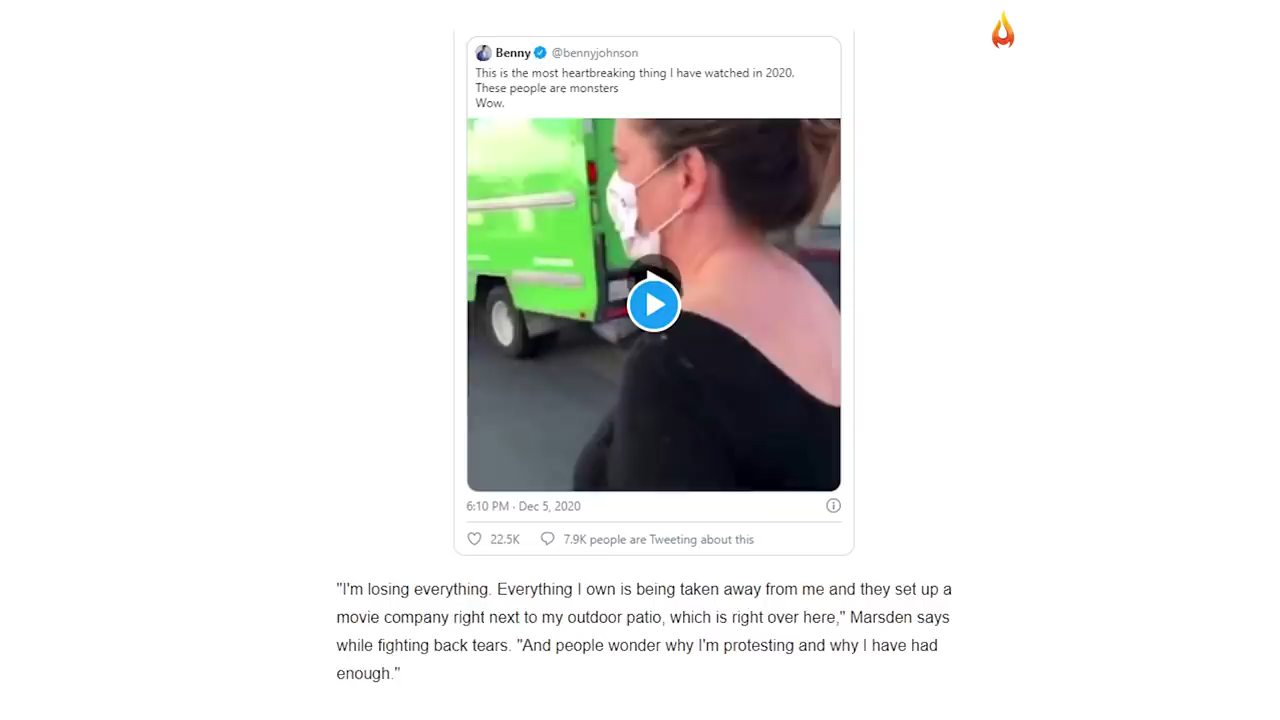 Benny @bennyjohnson
This is the most heartbreaking thing I have watched in 2020.
These people are monsters
Wow.
6:10 PM · Dec 5, 2020
22.5K 7.9K people are Tweeting about this
"I'm losing everything. Everything I own is being taken away from me and they set up a
movie company right next to my outdoor patio, which is right over here," Marsden says
while fighting back tears. "And people wonder why I'm protesting and why I have had
enough."